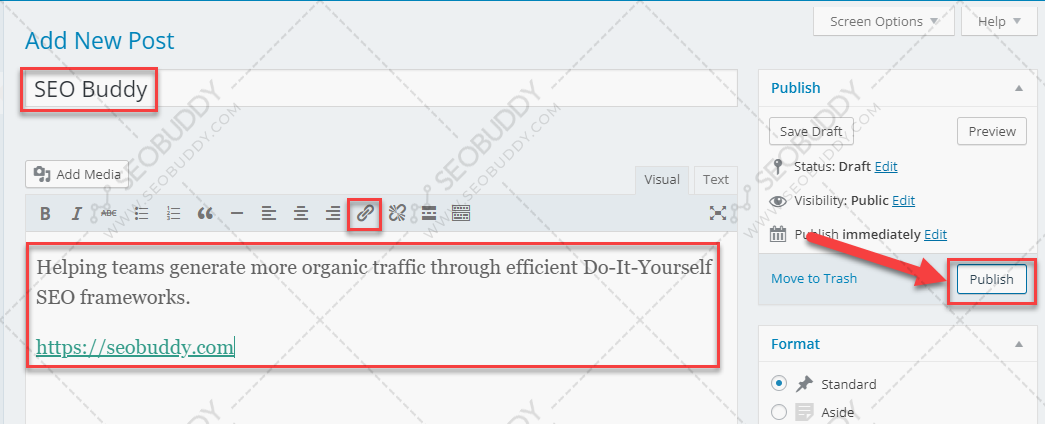 Screen Options
Help
Add New Post
SEO Buddy
Add Media
Visual
Text
B I ABC
Helping teams generate more organic traffic through efficient Do-It-Yourself
SEO frameworks.
https://seobuddy.com
Publish
Save Draft
Preview
Status: Draft Edit
Visibility: Public Edit
Publish immediately Edit
Move to Trash
Publish
Format
Standard
Aside
SEOBUDDY
WWW.SEOBUDDY.COM